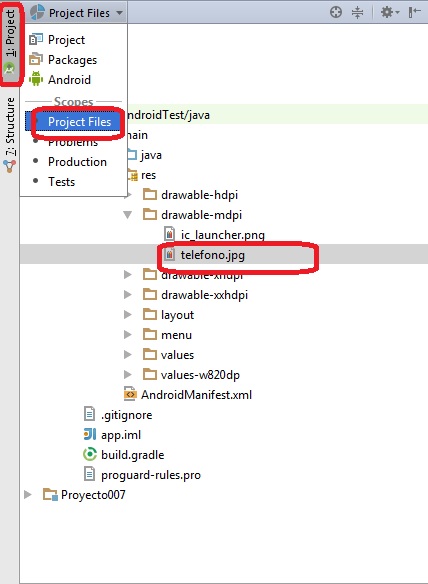 1: Project
7: Structure
Project Files
Project
Packages
Android
Scopes
Project Files
Problems
Production
Tests
ndroidTest/java
main
java
res
drawable-hdpi
drawable-mdpi
ic_launcher.png
telefono.jpg
drawable-xhdpi
drawable-xxhdpi
layout
menu
values
values-w820dp
AndroidManifest.xml
.gitignore
app.iml
build.gradle
proguard-rules.pro
Proyecto007